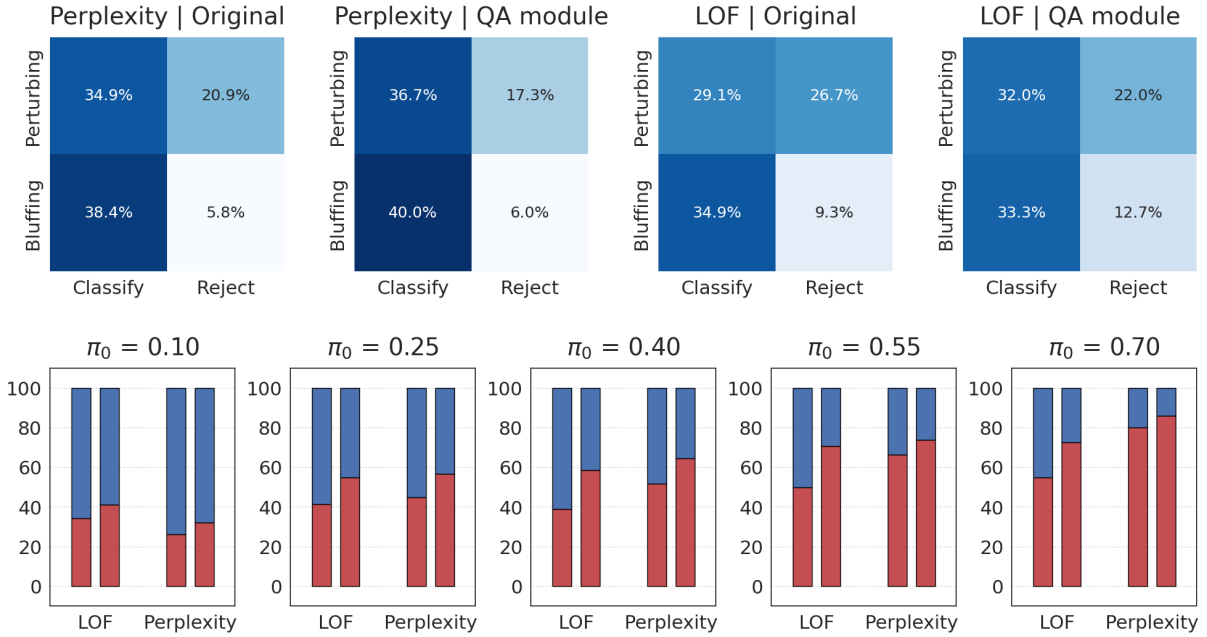 Perplexity | Original
Perplexity | QA module
LOF | Original
LOF | QA module
Perturbing
34.9%
20.9%
Bluffing
38.4%
5.8%
Classify
Reject
Perturbing
36.7%
17.3%
Bluffing
40.0%
6.0%
Classify
Reject
Perturbing
29.1%
26.7%
Bluffing
34.9%
9.3%
Classify
Reject
Perturbing
32.0%
22.0%
Bluffing
33.3%
12.7%
Classify
Reject
π₀ = 0.10
100
80
60
40
20
0
LOF
Perplexity
π₀ = 0.25
100
80
60
40
20
0
LOF
Perplexity
π₀ = 0.40
100
80
60
40
20
0
LOF
Perplexity
π₀ = 0.55
100
80
60
40
20
0
LOF
Perplexity
π₀ = 0.70
100
80
60
40
20
0
LOF
Perplexity